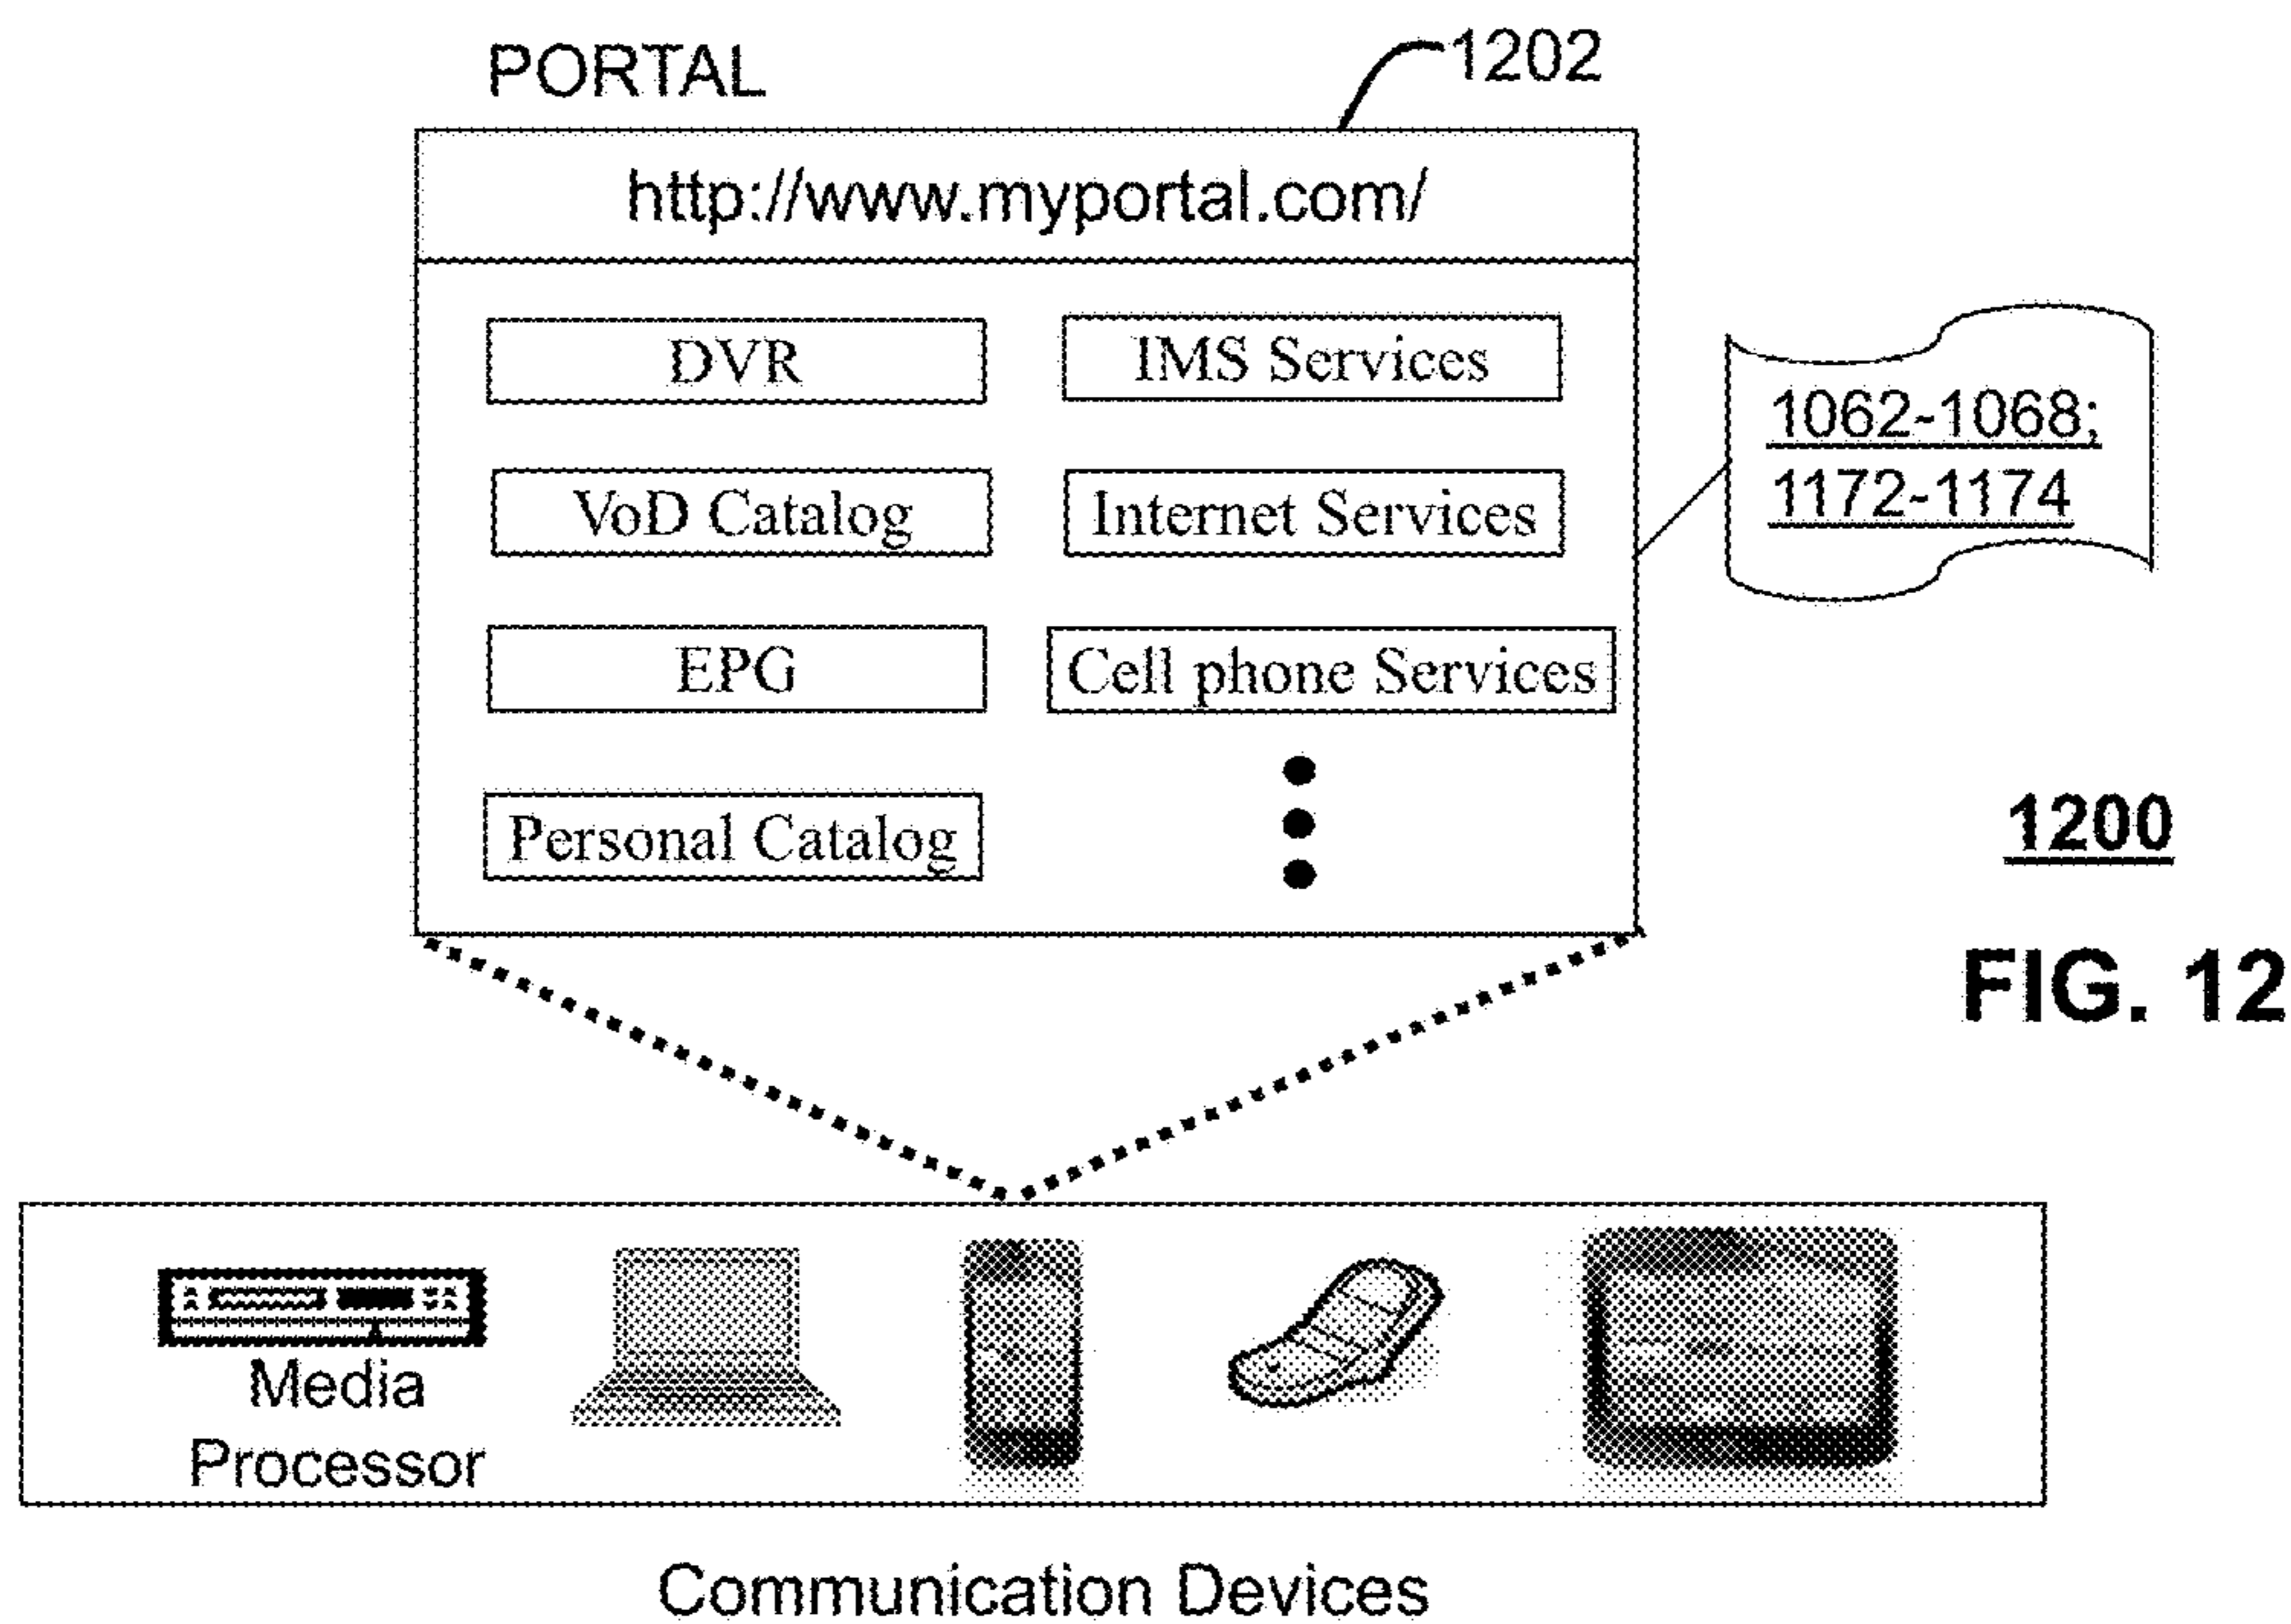 PORTAL
1202
http://www.myportal.com/
DVR
IMS Services
VoD Catalog
Internet Services
EPG
Cell phone Services
Personal Catalog
1062-1068;
1172-1174
1200
FIG. 12
Media
Processor
Communication Devices